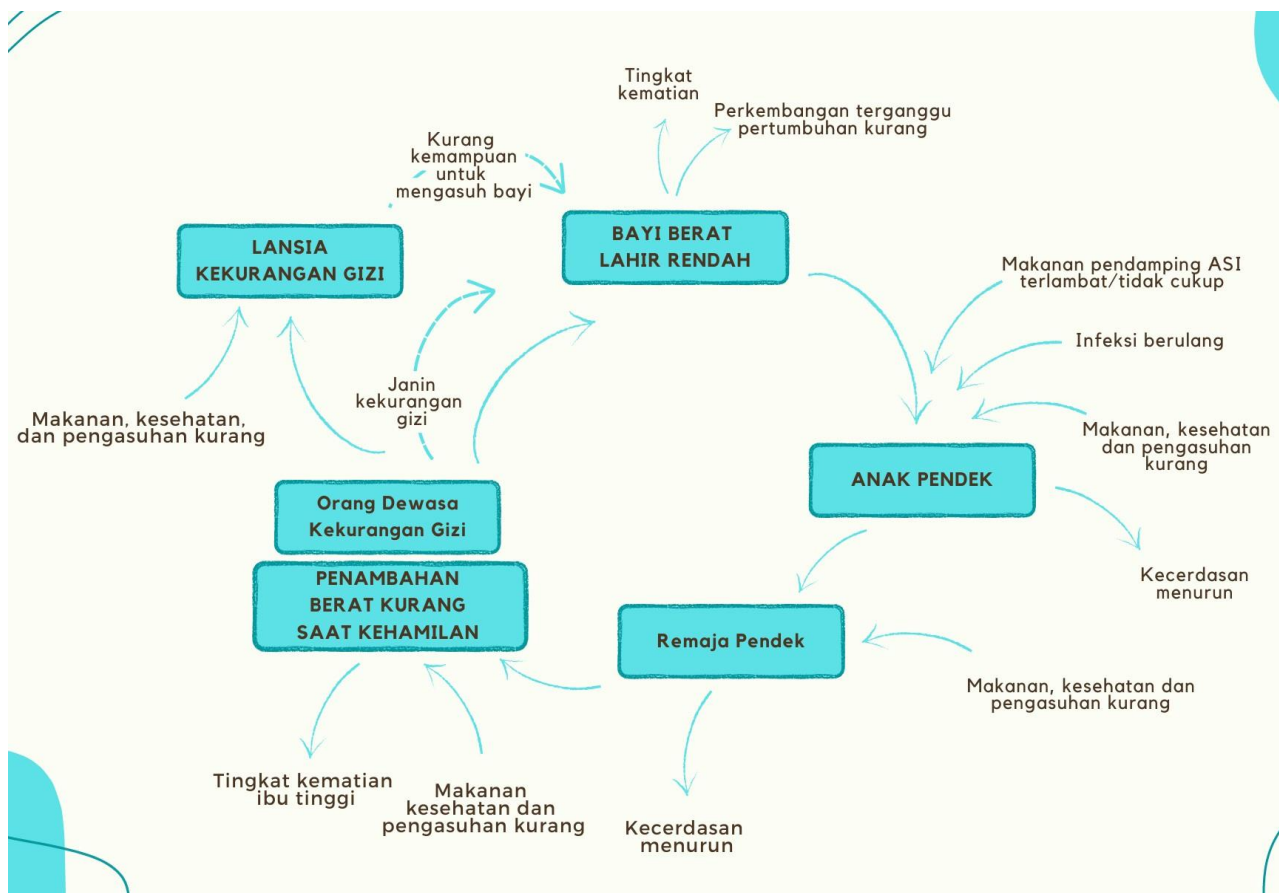 Tingkat
kematian
Perkembangan terganggu
pertumbuhan kurang
Kurang
kemampuan
untuk
mengasuh bayi
LANSIA
KEKURANGAN GIZI
BAYI BERAT
LAHIR RENDAH
Makanan pendamping ASI
terlambat/tidak cukup
Infeksi berulang
Makanan, kesehatan
dan pengasuhan
kurang
Janin
kekurangan
gizi
Makanan, kesehatan,
dan pengasuhan kurang
ANAK PENDEK
Orang Dewasa
Kekurangan Gizi
PENAMBAHAN
BERAT KURANG
SAAT KEHAMILAN
Kecerdasan
menurun
Remaja Pendek
Makanan, kesehatan dan
pengasuhan kurang
Tingkat kematian
ibu tinggi
Makanan
kesehatan dan
pengasuhan kurang
Kecerdasan
menurun